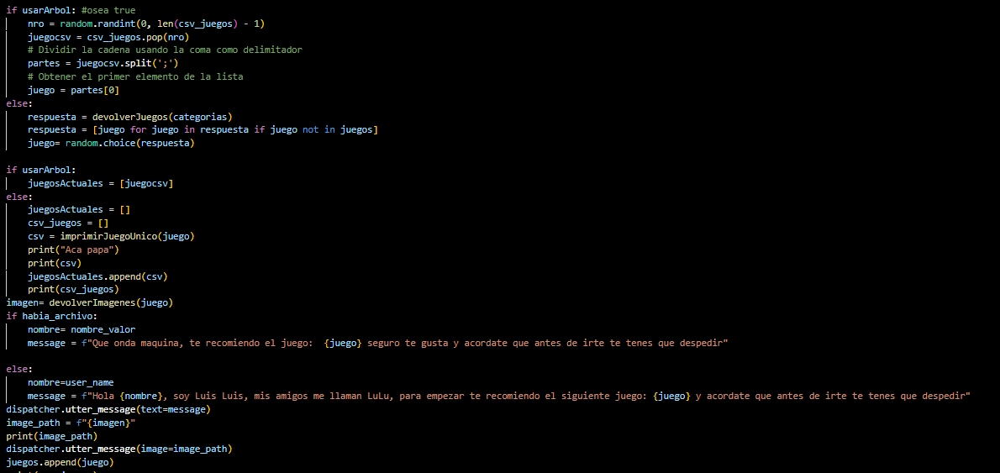 if usarArbol: #osea true
nro = random.randint(0, len(csv_juegos) - 1)
juegocsv = csv_juegos.pop(nro)
# Dividir la cadena usando la coma como delimitador
partes = juegocsv.split(';')
# Obtener el primer elemento de la lista
juego = partes[0]
else:
respuesta = devolverJuegos(categorias)
respuesta = [juego for juego in respuesta if juego not in juegos]
juego= random.choice(respuesta)
if usarArbol:
juegosActuales = [juegocsv]
else:
juegosActuales = []
csv_juegos = []
csv = imprimirJuegoUnico(juego)
print("Aca papa")
print(csv)
juegosActuales.append(csv)
print(csv_juegos)
imagen= devolverImagenes(juego)
if habia_archivo:
nombre= nombre_valor
message = f"Que onda maquina, te recomiendo el juego:  {juego} seguro te gusta y acordate que antes de irte te tenes que despedir"
else:
nombre=user_name
message = f"Hola {nombre}, soy Luis Luis, mis amigos me llaman LuLu, para empezar te recomiendo el siguiente juego: {juego} y acordate que antes de irte te tenes que despedir"
dispatcher.utter_message(text=message)
image_path = f"{imagen}"
print(image_path)
dispatcher.utter_message(image=image_path)
juegos.append(juego)